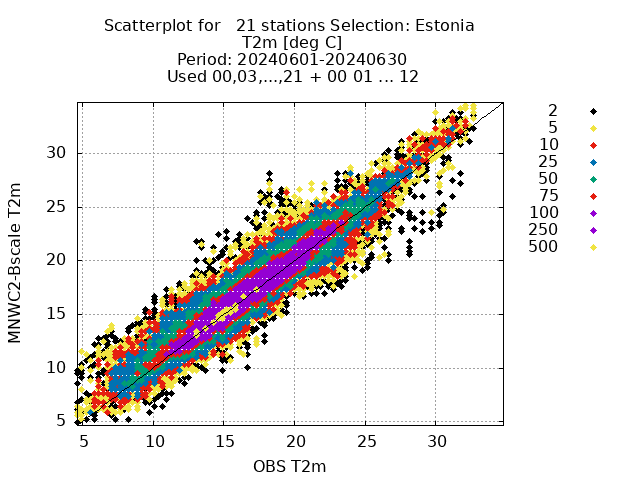 Scatterplot for   21 stations Selection: Estonia
T2m [deg C]
Period: 20240601-20240630
Used 00,03,...,21 + 00 01 ... 12
2
5
10
25
50
75
100
250
500
MNWC2-Bscale T2m
30
25
20
15
10
5
5 10 15 20 25 30
OBS T2m